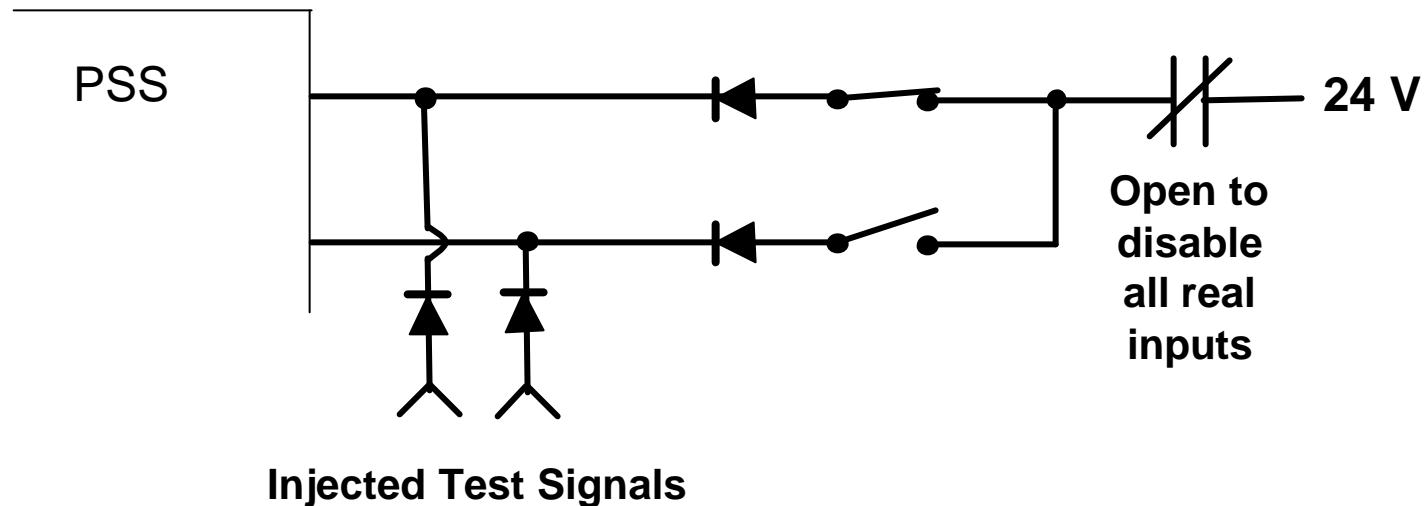 PSS
24 V
Open to
disable
all real
inputs
Injected Test Signals